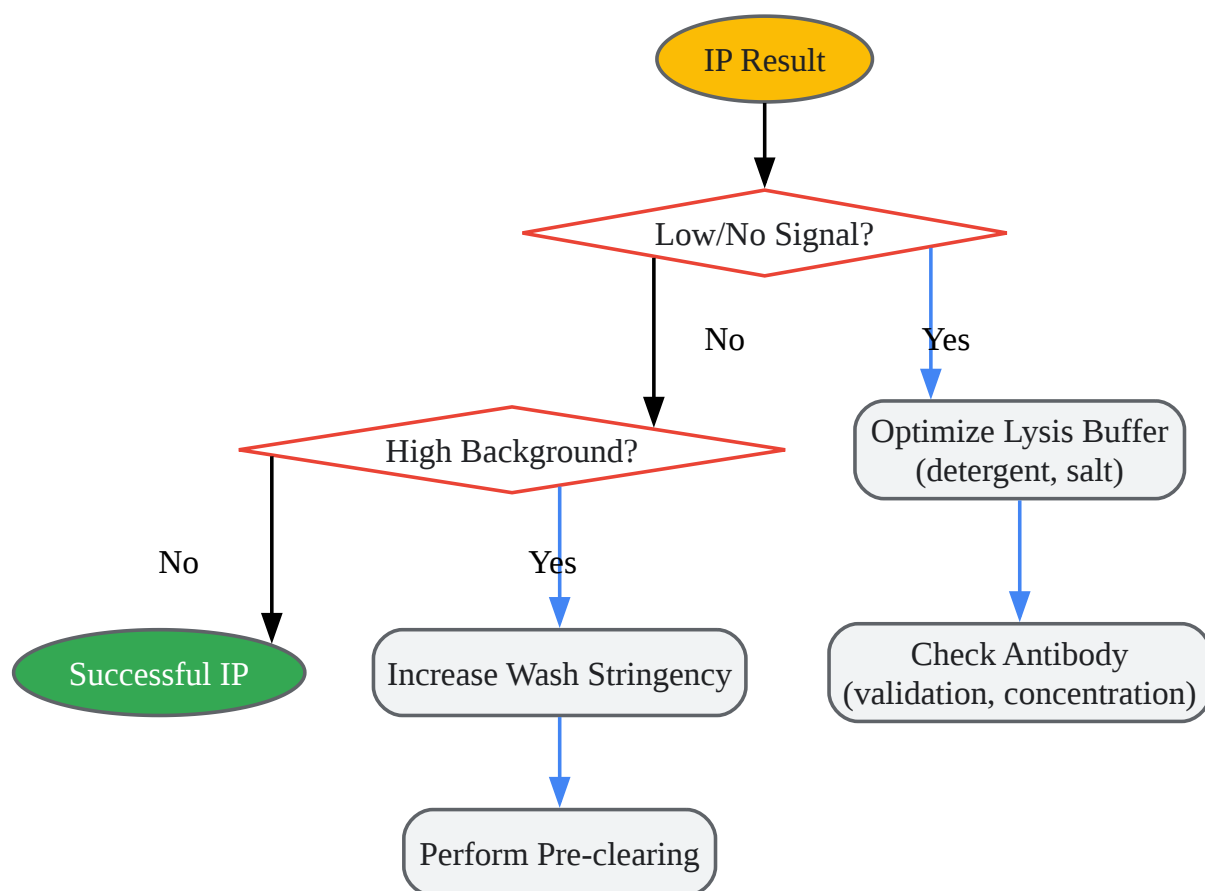 IP Result
Low/No Signal?
No
Yes
Optimize Lysis Buffer
(detergent, salt)
High Background?
No
Yes
Check Antibody
(validation, concentration)
Successful IP
Increase Wash Stringency
Perform Pre-clearing